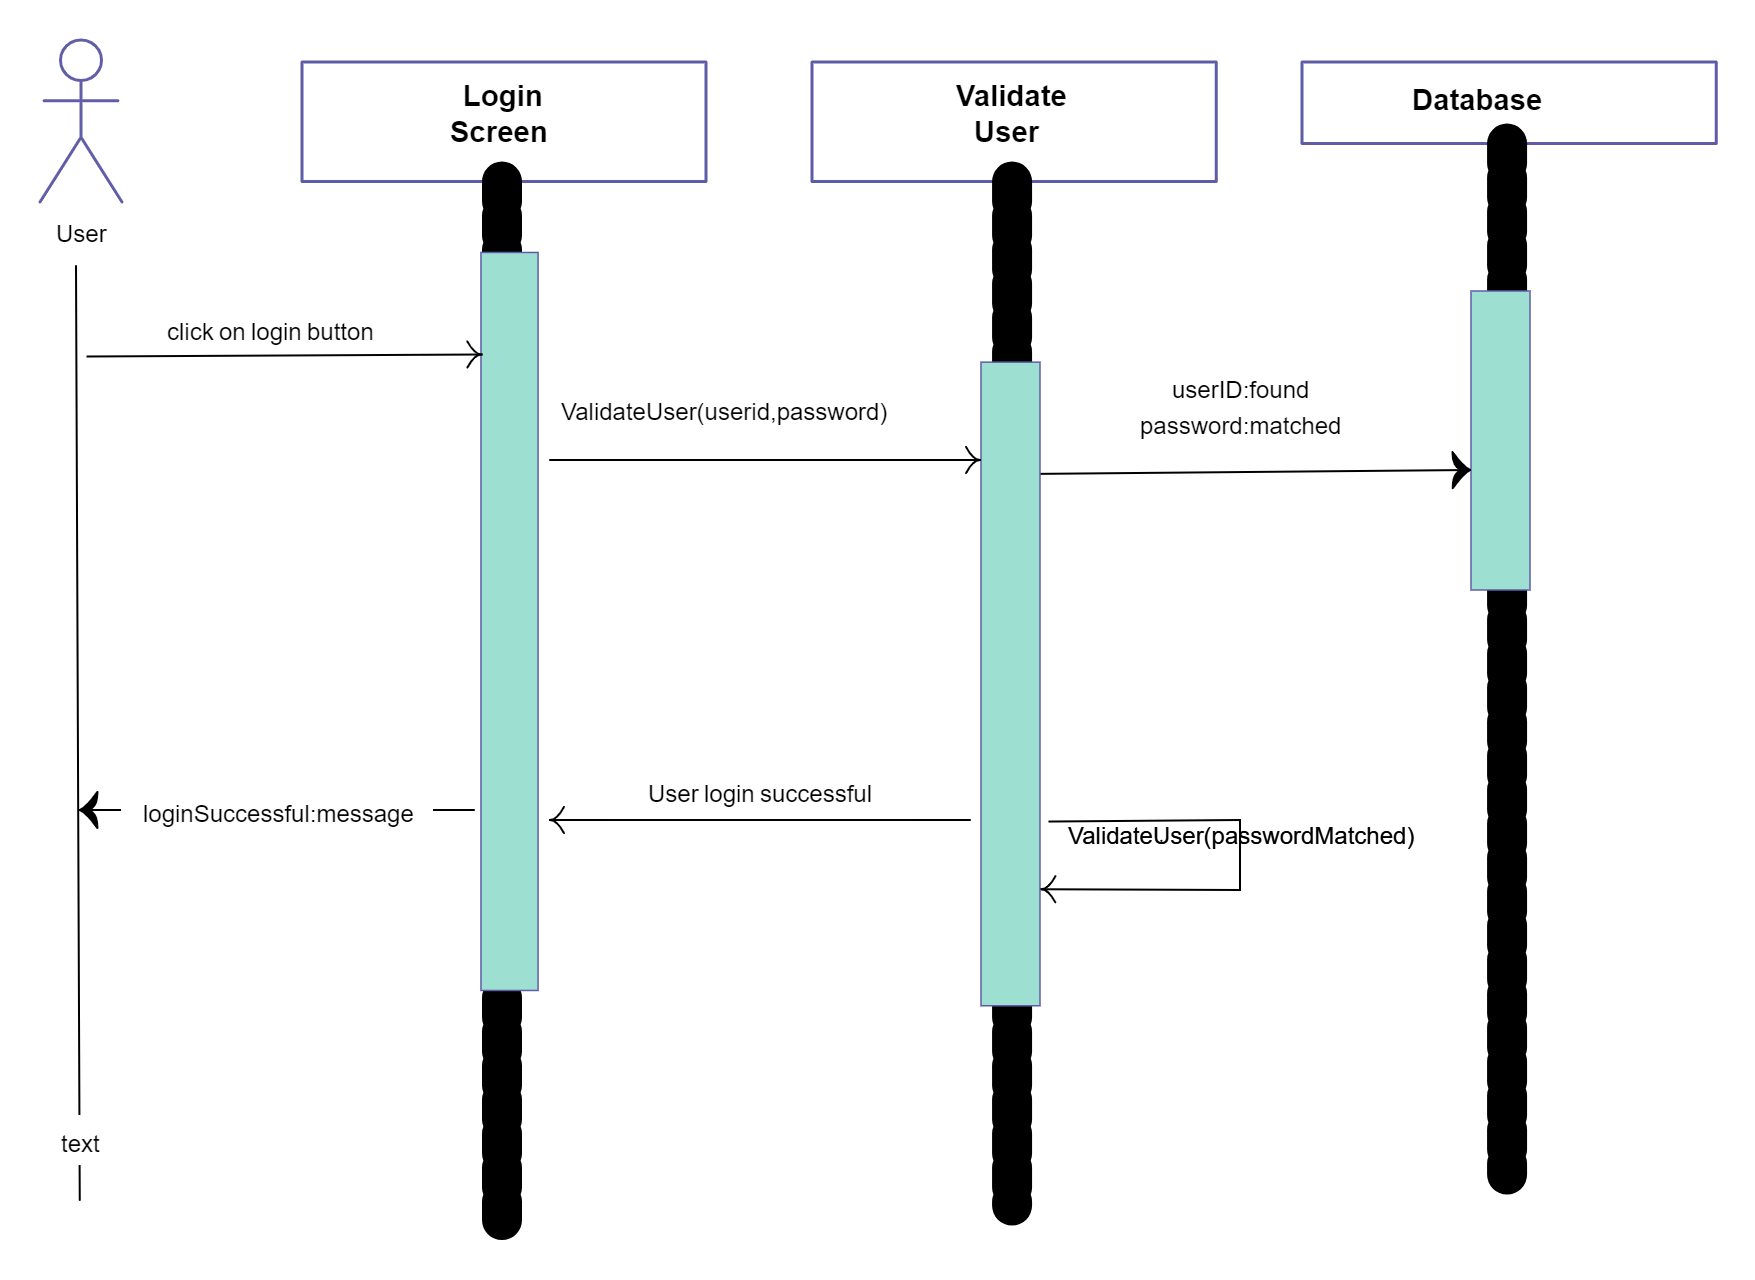 Login
Screen
Validate
User
Database
User
click on login button
ValidateUser(userid,password)
userID:found
password:matched
User login successful
loginSuccessful:message
ValidateUser(passwordMatched)
text